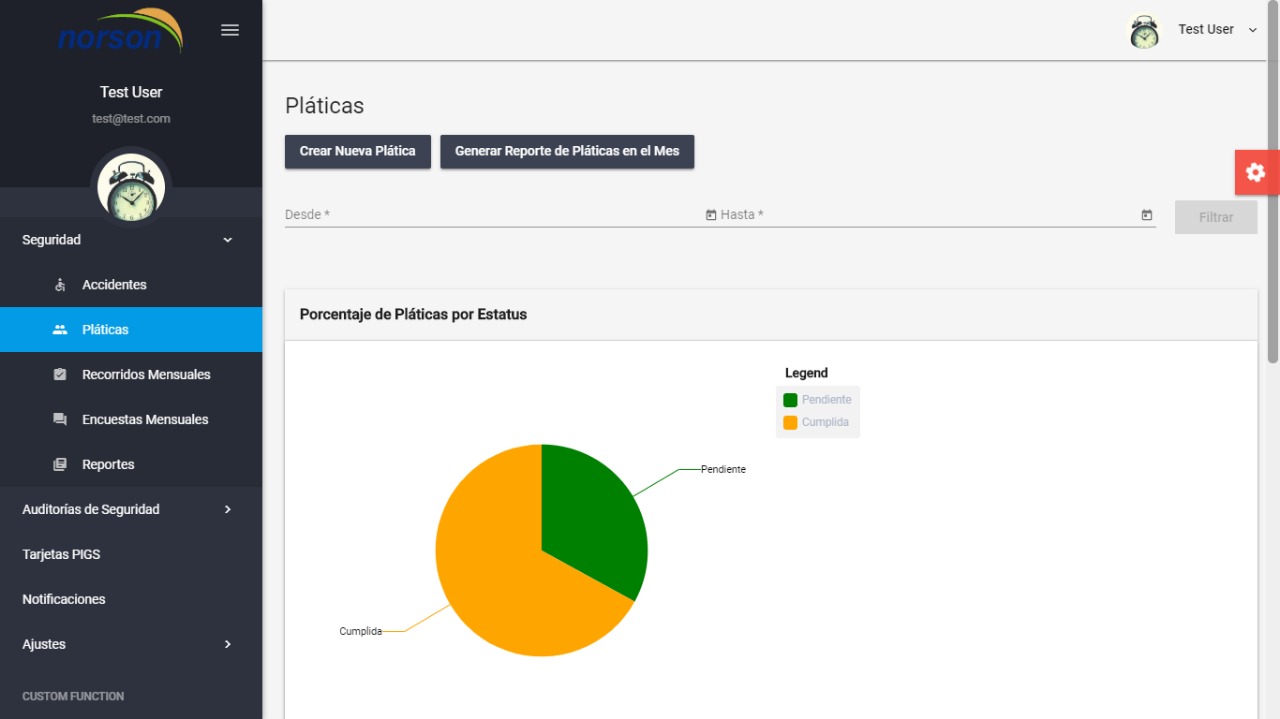 norson
Test User
test@test.com
Seguridad
Accidentes
Pláticas
Recorridos Mensuales
Encuestas Mensuales
Reportes
Auditorías de Seguridad
Tarjetas PIGS
Notificaciones
Ajustes
CUSTOM FUNCTION
Test User
Pláticas
Crear Nueva Plática
Generar Reporte de Pláticas en el Mes
Desde *
Hasta *
Filtrar
Porcentaje de Pláticas por Estatus
Legend
Pendiente
Cumplida
Pendiente
Cumplida